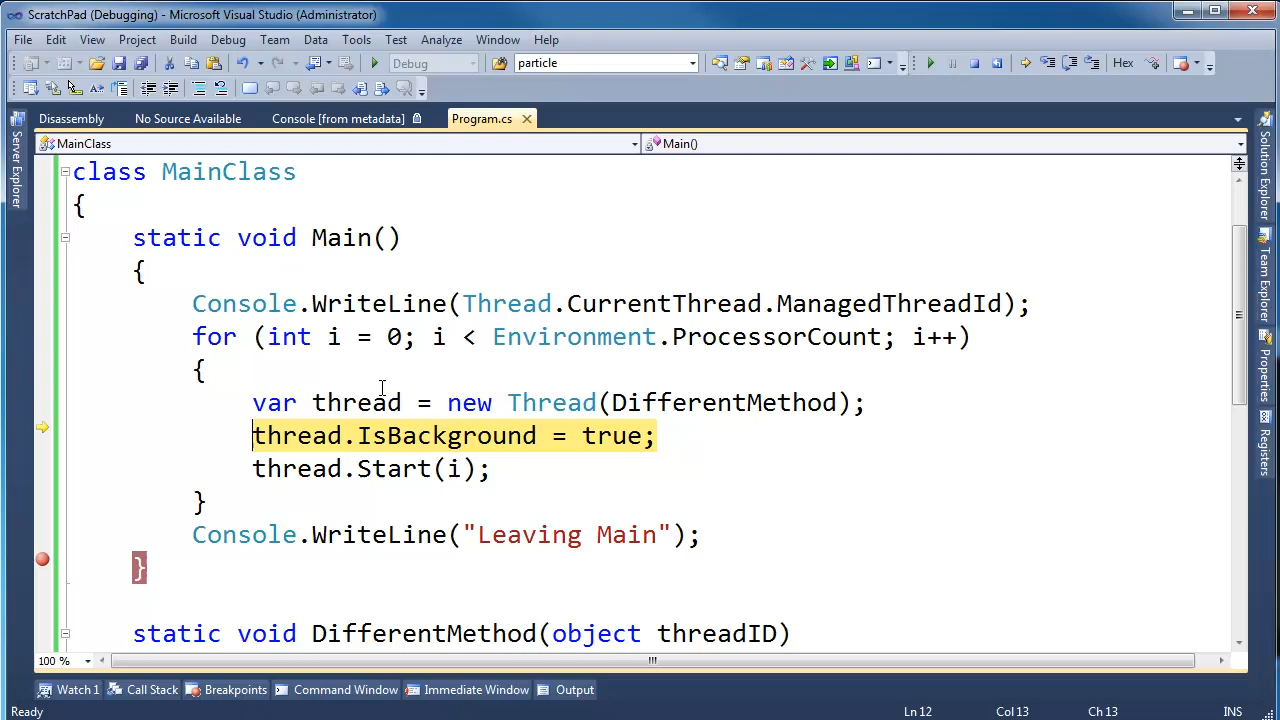 ScratchPad (Debugging) - Microsoft Visual Studio (Administrator)
File Edit View Project Build Debug Team Data Tools Test Analyze Window Help
Debug particle Hex
Disassembly No Source Available Console [from metadata] Program.cs
MainClass Main()
class MainClass
{
static void Main()
{
Console.WriteLine(Thread.CurrentThread.ManagedThreadId);
for (int i = 0; i < Environment.ProcessorCount; i++)
{
var thread = new Thread(DifferentMethod);
thread.IsBackground = true;
thread.Start(i);
}
Console.WriteLine("Leaving Main");
}
static void DifferentMethod(object threadID)
100 %
Server Explorer
Solution Explorer
Team Explorer
Properties
Registers
Watch 1 Call Stack Breakpoints Command Window Immediate Window Output
Ready Ln 12 Col 13 Ch 13 INS